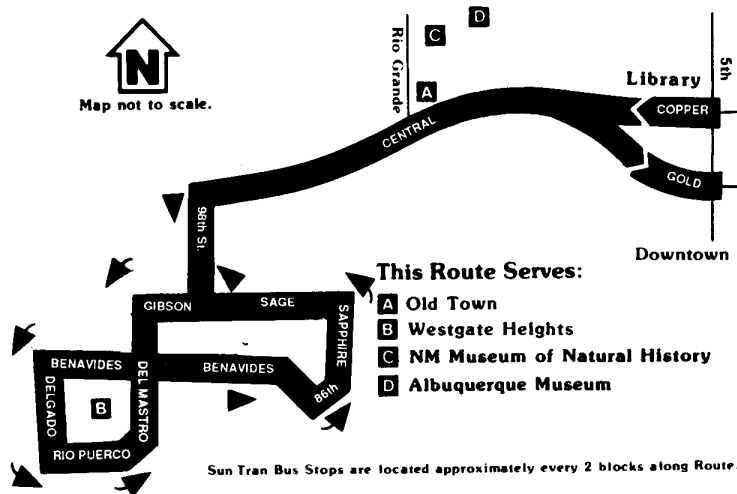 N
Map not to scale.
D
C
A
Rio Grande
5th
Library
COPPER
CENTRAL
GOLD
98th St.
Downtown
This Route Serves:
A Old Town
B Westgate Heights
C NM Museum of Natural History
D Albuquerque Museum
GIBSON
SAGE
SAPPHIRE
BENAVIDES
DEL MASTRO
BENAVIDES
86th
DELGADO
B
RIO PUERCO
Sun Tran Bus Stops are located approximately every 2 blocks along Route.